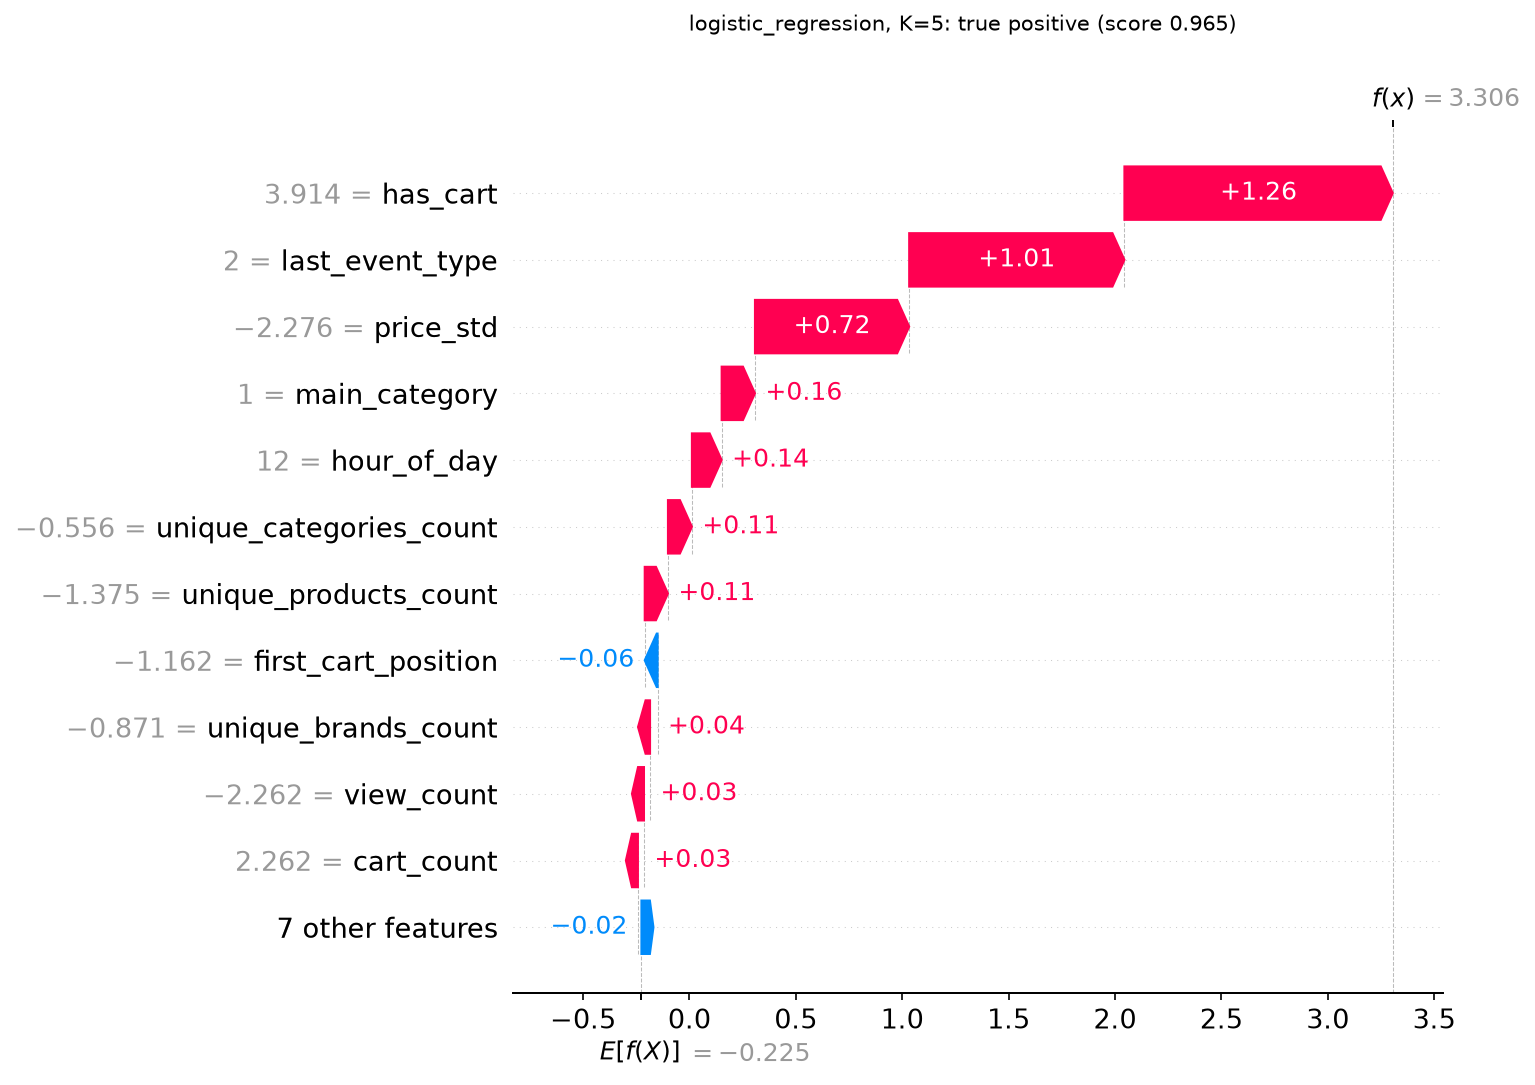 logistic_regression, K=5: true positive (score 0.965)
f(x) = 3.306
3.914 = has_cart +1.26
2 = last_event_type +1.01
−2.276 = price_std +0.72
1 = main_category +0.16
12 = hour_of_day +0.14
−0.556 = unique_categories_count +0.11
−1.375 = unique_products_count +0.11
−1.162 = first_cart_position −0.06
−0.871 = unique_brands_count +0.04
−2.262 = view_count +0.03
2.262 = cart_count +0.03
7 other features −0.02
−0.5 0.0 0.5 1.0 1.5 2.0 2.5 3.0 3.5
E[f(X)] = −0.225